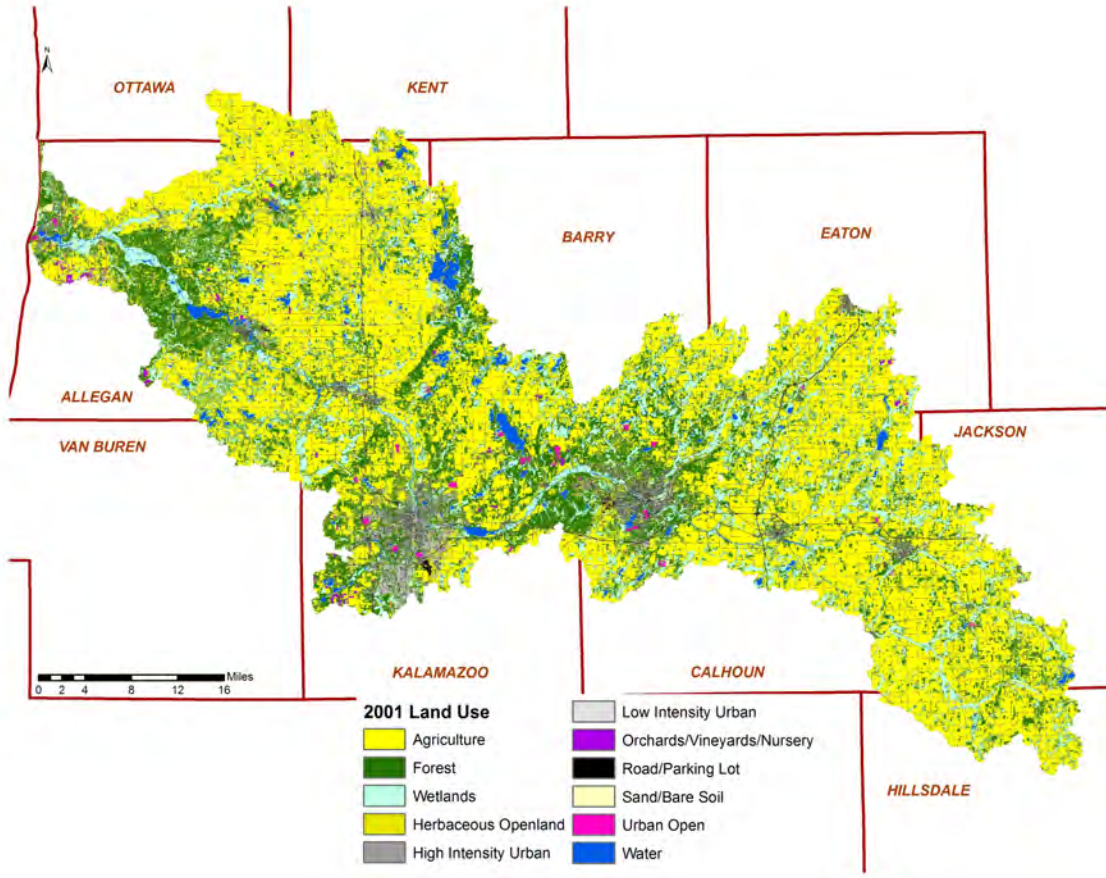 N
OTTAWA
KENT
BARRY
EATON
ALLEGAN
VAN BUREN
JACKSON
KALAMAZOO
CALHOUN
HILLSDALE
Miles
0 2 4 8 12 16
2001 Land Use
Agriculture
Forest
Wetlands
Herbaceous Openland
High Intensity Urban
Low Intensity Urban
Orchards/Vineyards/Nursery
Road/Parking Lot
Sand/Bare Soil
Urban Open
Water